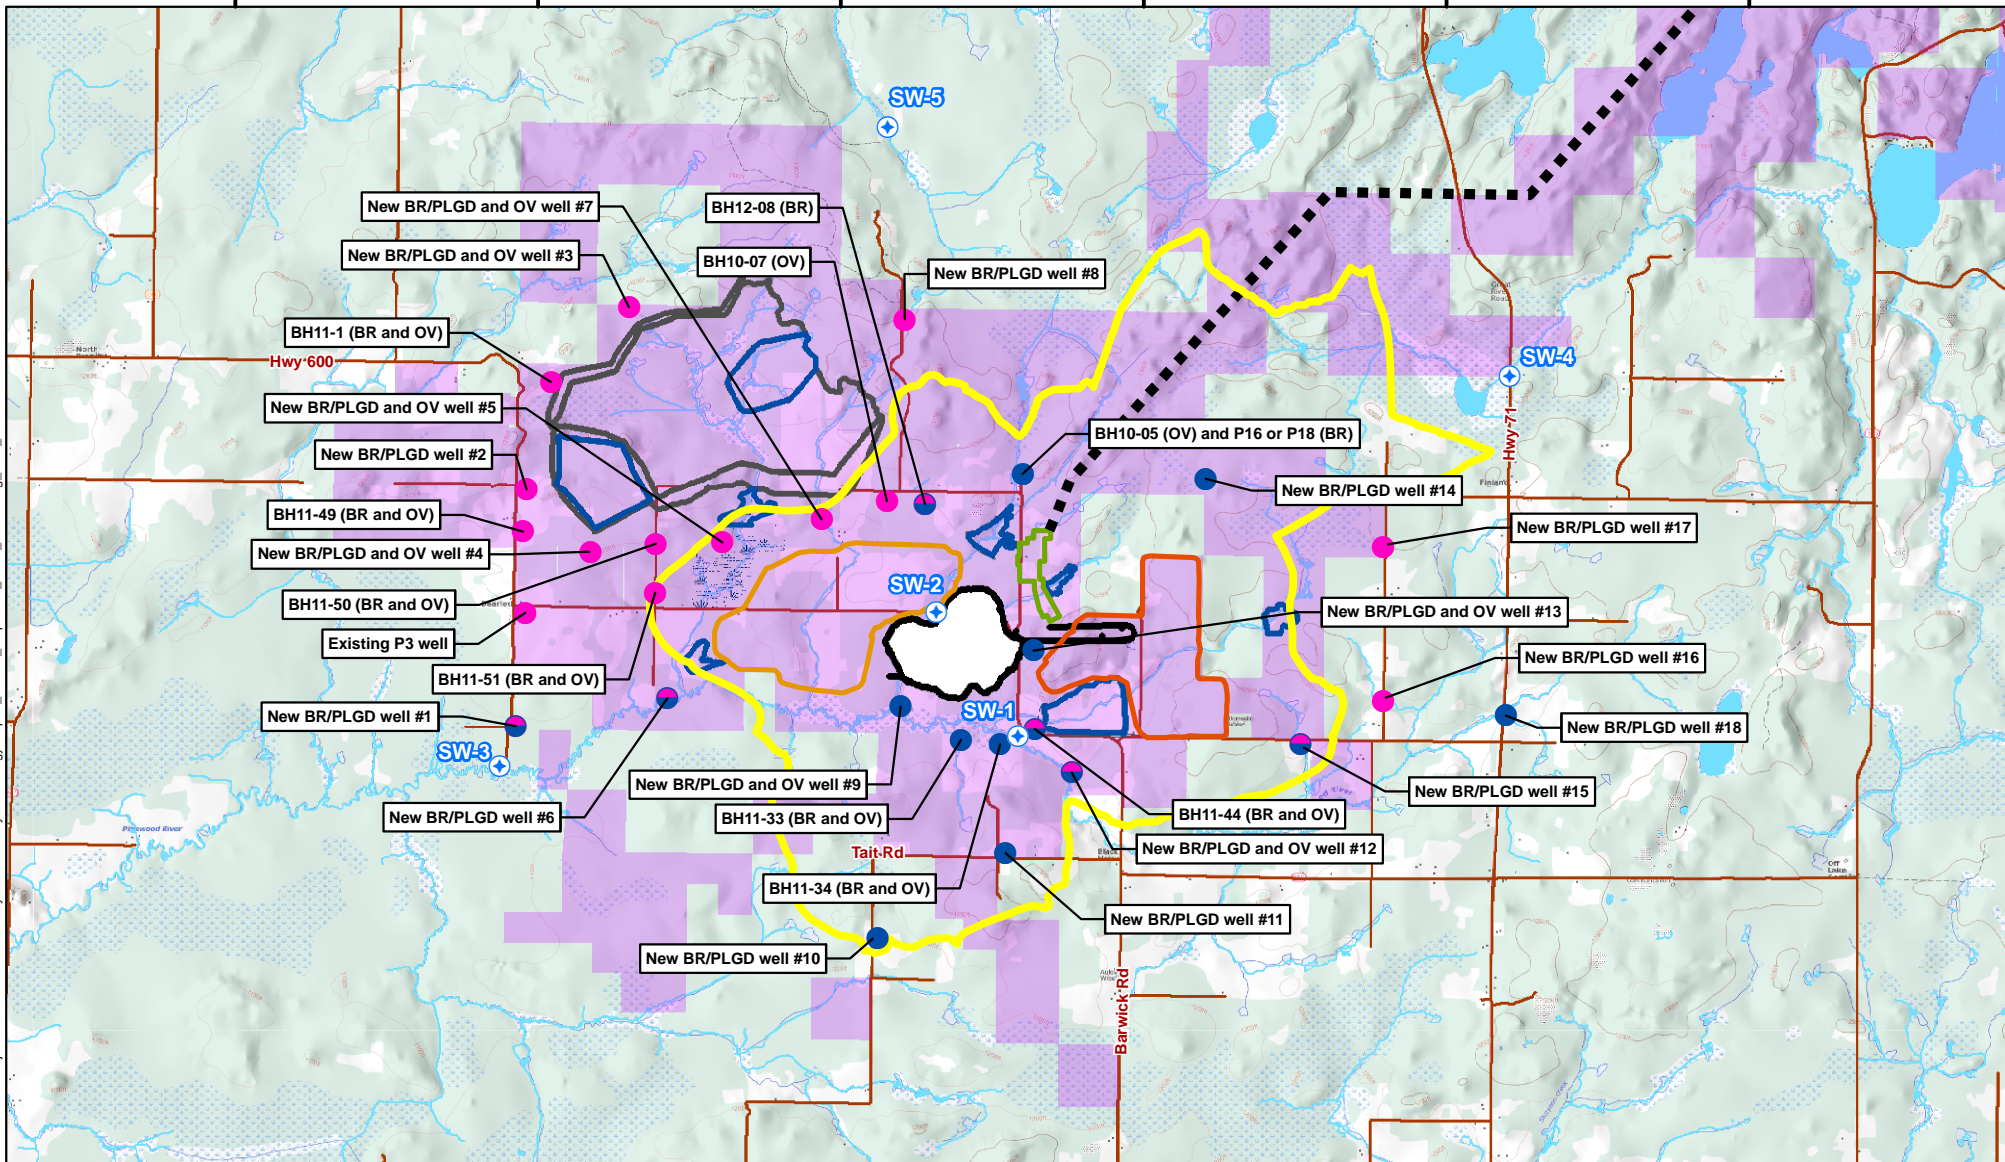 SW-5
New BR/PLGD and OV well #7
BH12-08 (BR)
New BR/PLGD and OV well #3
BH10-07 (OV)
New BR/PLGD well #8
BH11-1 (BR and OV)
Hwy 600
SW-4
New BR/PLGD and OV well #5
Hwy 71
BH10-05 (OV) and P16 or P18 (BR)
New BR/PLGD well #2
New BR/PLGD well #14
BH11-49 (BR and OV)
New BR/PLGD well #17
New BR/PLGD and OV well #4
BH11-50 (BR and OV)
SW-2
New BR/PLGD and OV well #13
Existing P3 well
New BR/PLGD well #16
BH11-51 (BR and OV)
New BR/PLGD well #1
SW-1
New BR/PLGD well #18
SW-3
New BR/PLGD and OV well #9
New BR/PLGD well #15
New BR/PLGD well #6
BH11-33 (BR and OV)
BH11-44 (BR and OV)
Pinewood River
Tait Rd
New BR/PLGD and OV well #12
BH11-34 (BR and OV)
New BR/PLGD well #11
New BR/PLGD well #10
Barwick Rd